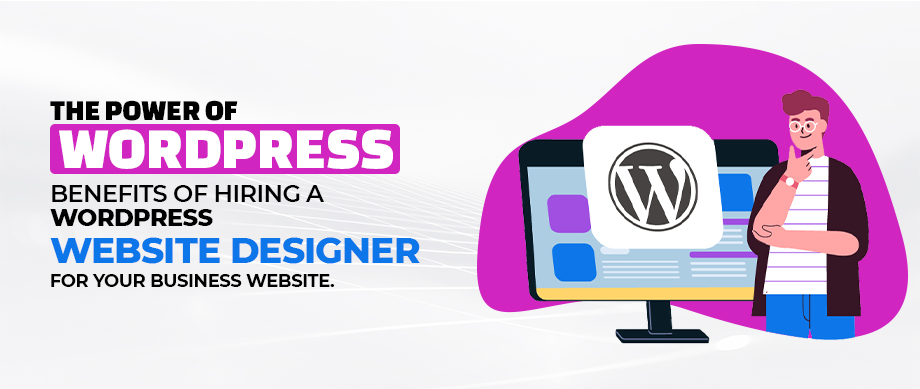 THE POWER OF
WORDPRESS
BENEFITS OF HIRING A
WORDPRESS
WEBSITE DESIGNER
FOR YOUR BUSINESS WEBSITE.